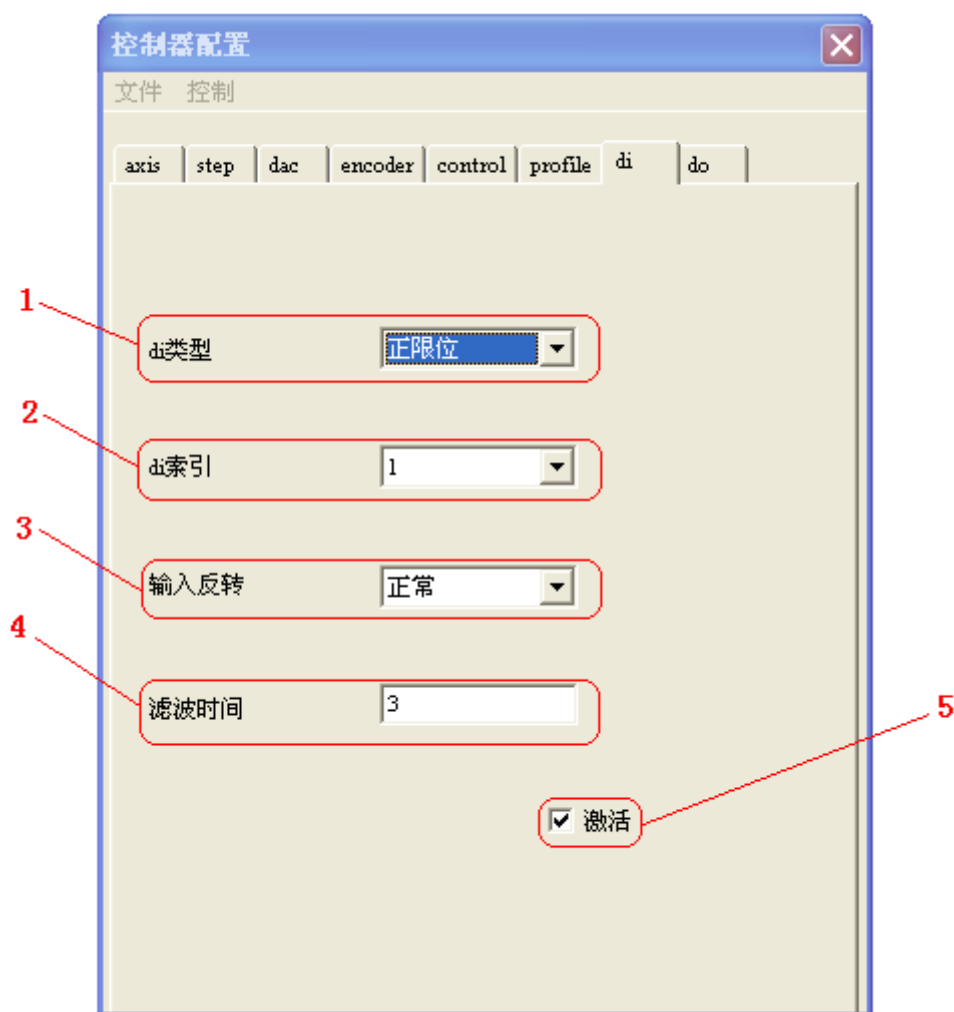 控制器配置
文件 控制
axis step dac encoder control profile di do
1
di类型 正限位
2
di索引 1
3
输入反转 正常
4
滤波时间 3
5
激活